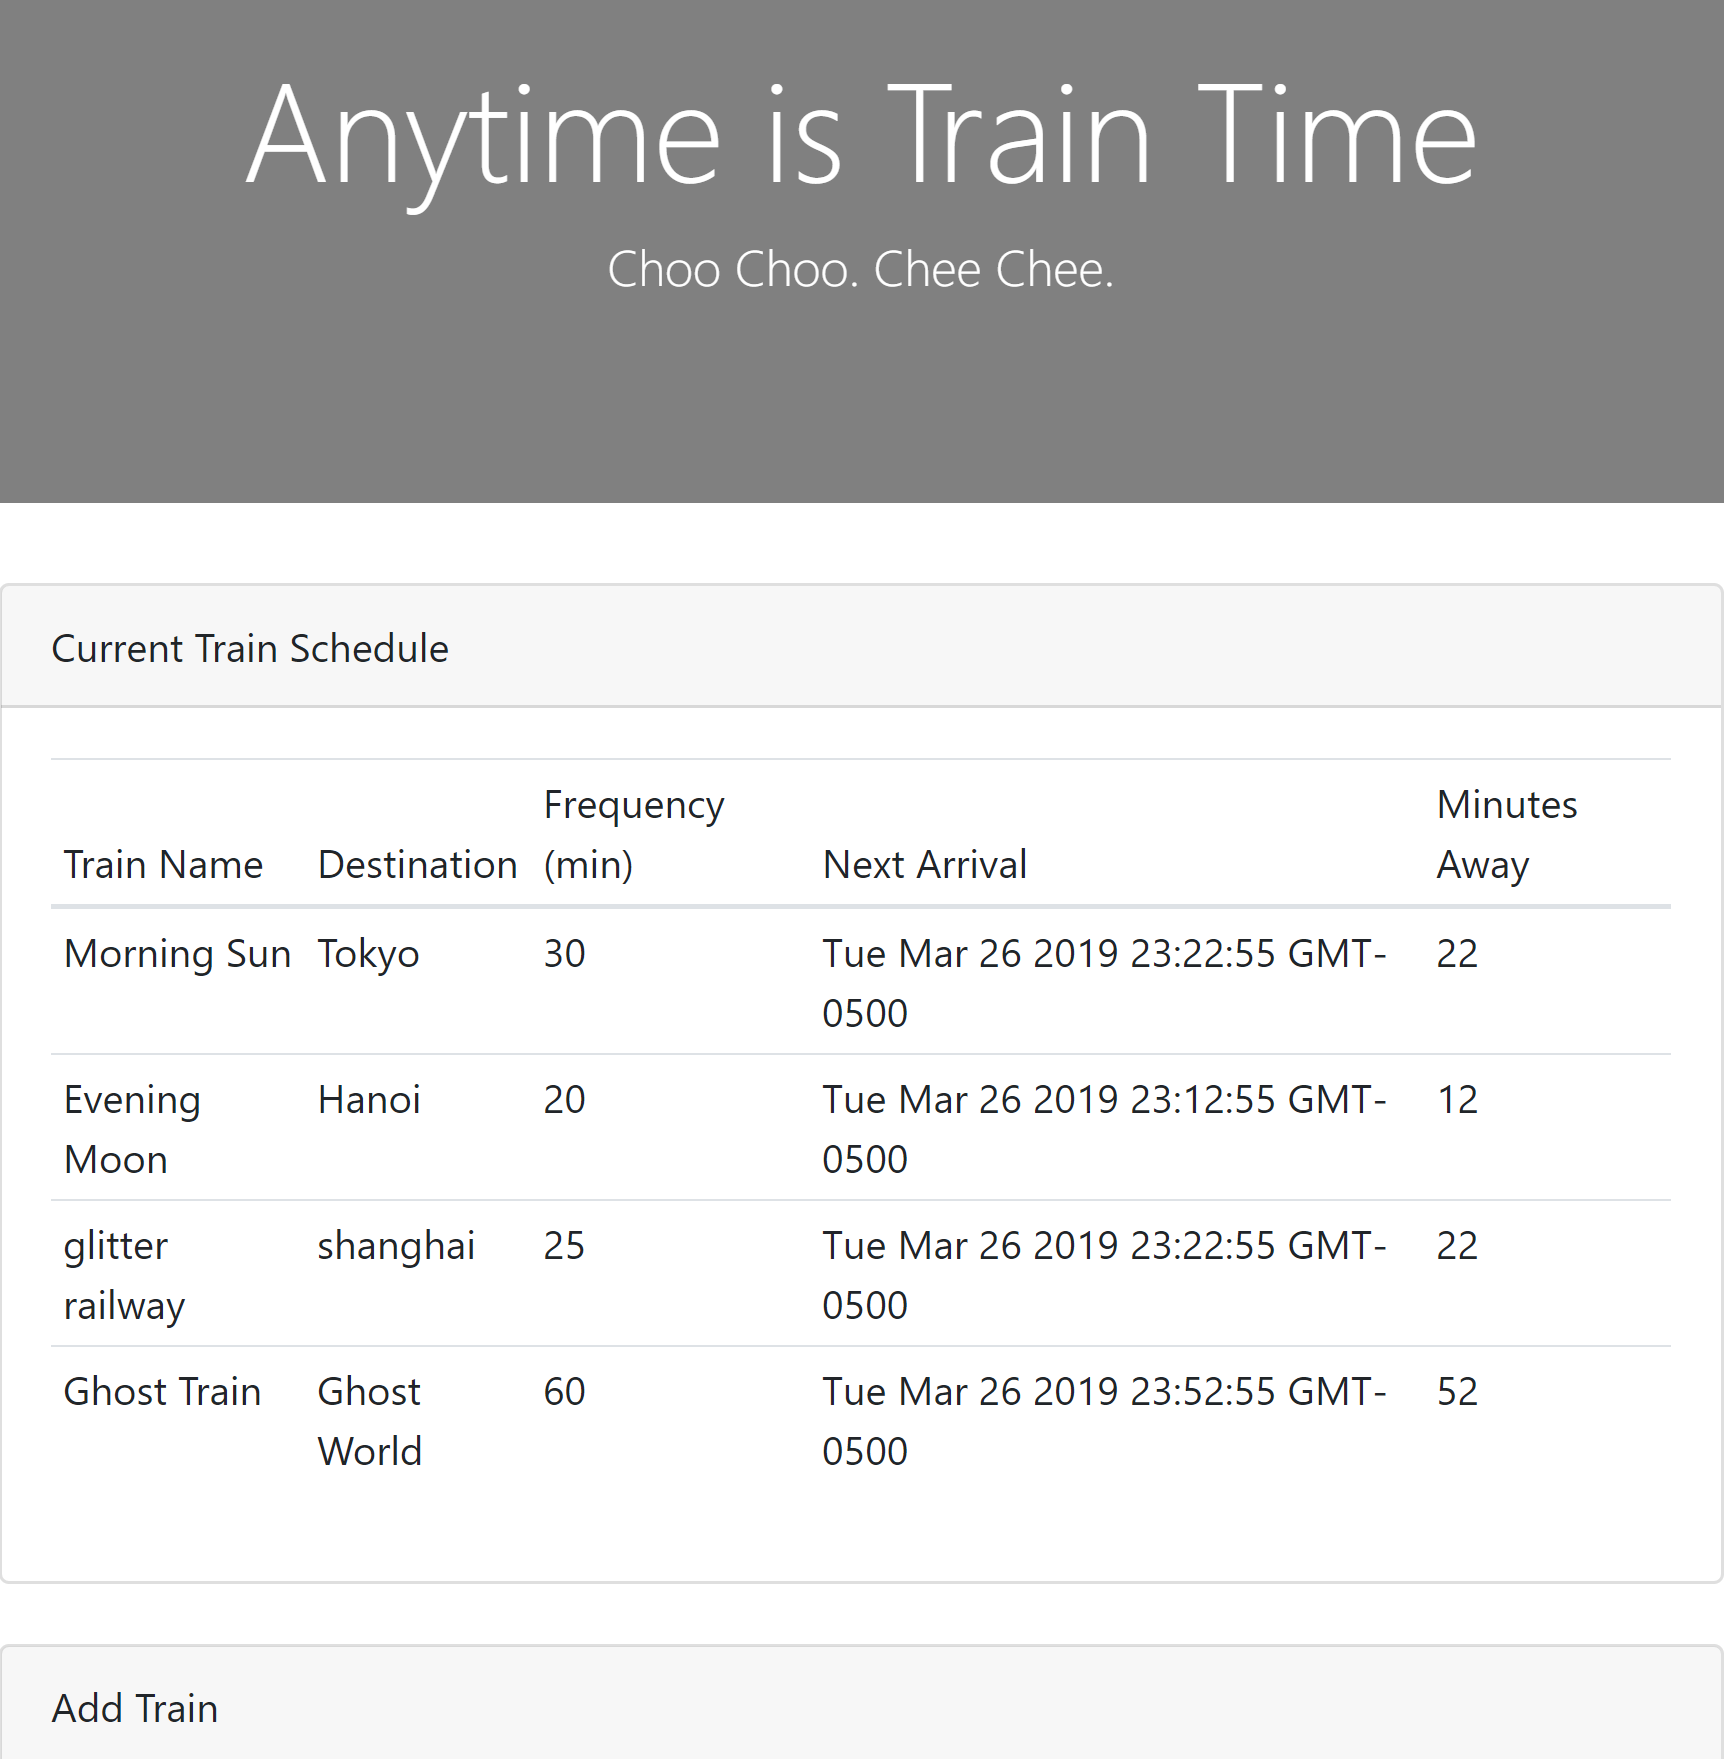 Anytime is Train Time
Choo Choo. Chee Chee.
Current Train Schedule
Train Name Destination Frequency (min) Next Arrival Minutes Away
Morning Sun Tokyo 30 Tue Mar 26 2019 23:22:55 GMT-0500 22
Evening Moon Hanoi 20 Tue Mar 26 2019 23:12:55 GMT-0500 12
glitter railway shanghai 25 Tue Mar 26 2019 23:22:55 GMT-0500 22
Ghost Train Ghost World 60 Tue Mar 26 2019 23:52:55 GMT-0500 52
Add Train